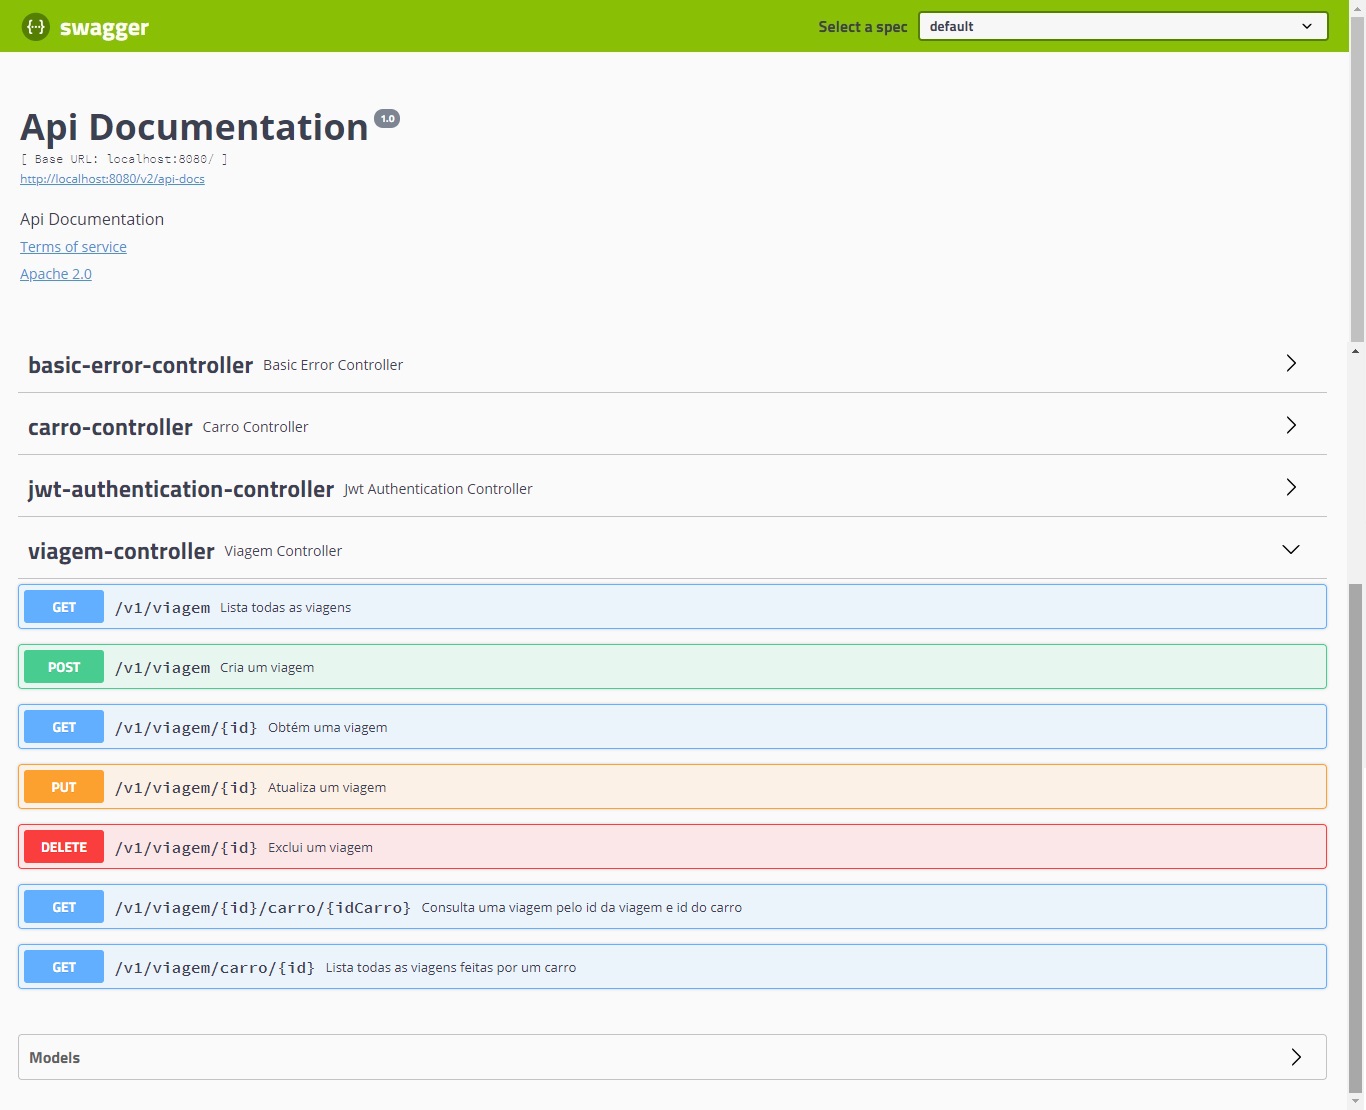 {··} swagger Select a spec default
Api Documentation 1.0
[ Base URL: localhost:8080/ ]
http://localhost:8080/v2/api-docs
Api Documentation
Terms of service
Apache 2.0
basic-error-controller Basic Error Controller
carro-controller Carro Controller
jwt-authentication-controller Jwt Authentication Controller
viagem-controller Viagem Controller
GET /v1/viagem Lista todas as viagens
POST /v1/viagem Cria um viagem
GET /v1/viagem/{id} Obtém uma viagem
PUT /v1/viagem/{id} Atualiza um viagem
DELETE /v1/viagem/{id} Exclui um viagem
GET /v1/viagem/{id}/carro/{idCarro} Consulta uma viagem pelo id da viagem e id do carro
GET /v1/viagem/carro/{id} Lista todas as viagens feitas por um carro
Models